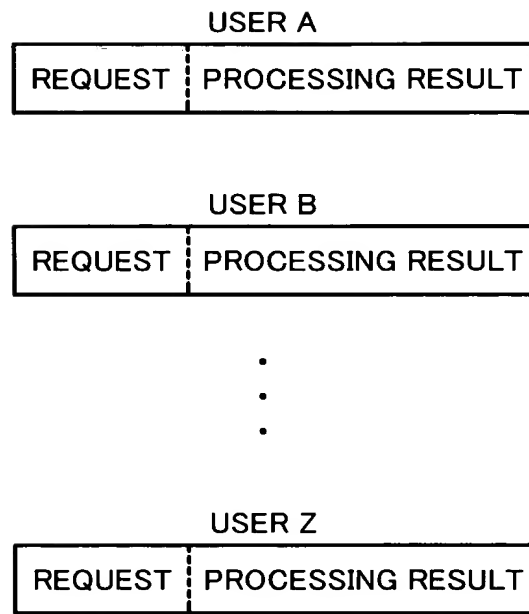 USER A
REQUEST PROCESSING RESULT
USER B
REQUEST PROCESSING RESULT
USER Z
REQUEST PROCESSING RESULT